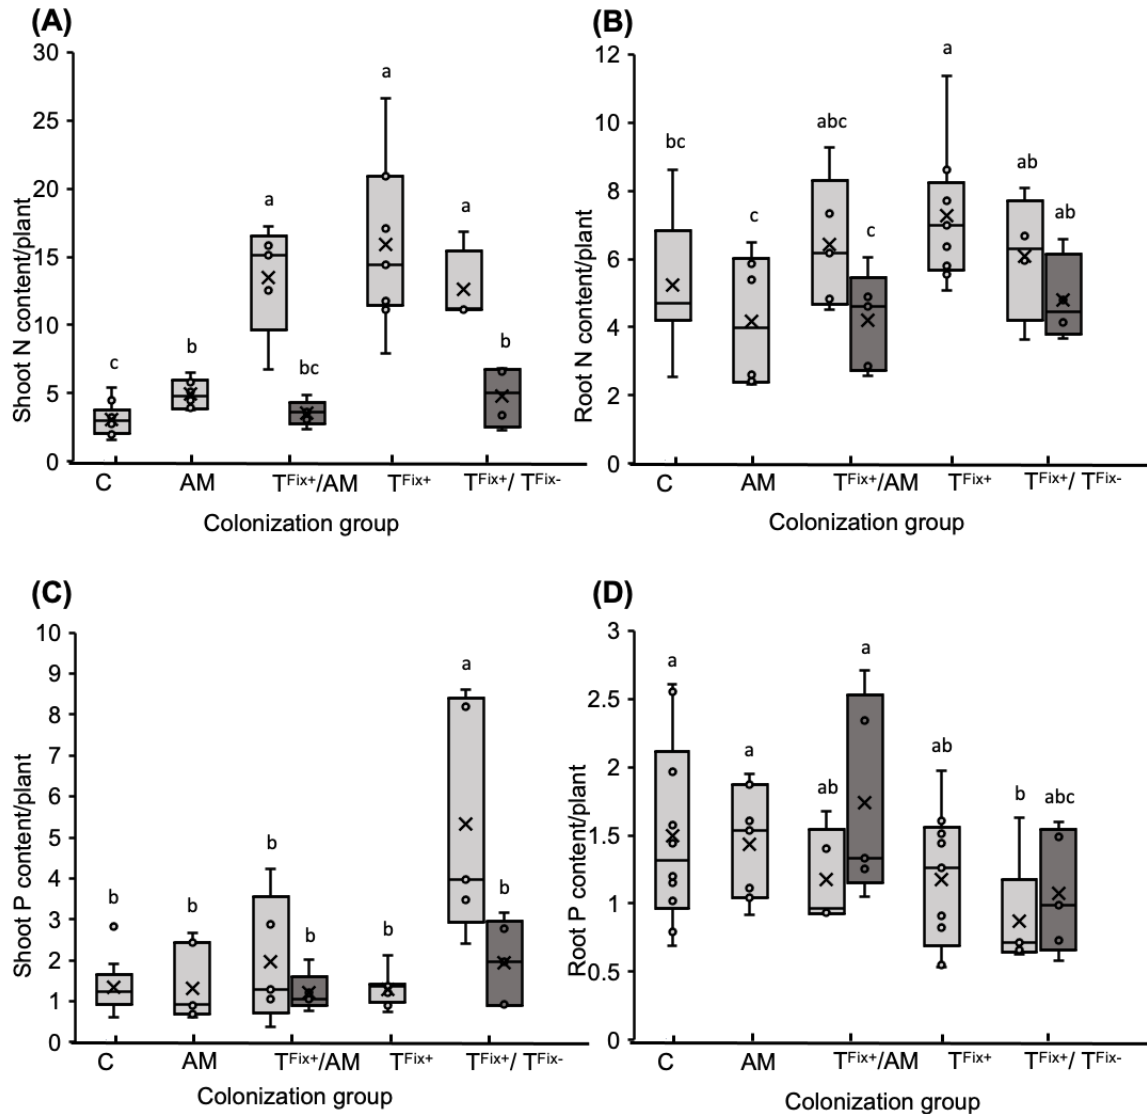 (A)
30
25
20
15
10
5
0
Shoot N content/plant
c
b
a
bc
a
a
b
C AM TFix+/AM TFix+ TFix+/ TFix-
Colonization group
(B)
12
10
8
6
4
2
0
Root N content/plant
bc
c
abc
c
a
ab
ab
C AM TFix+/AM TFix+ TFix+/ TFix-
Colonization group
(C)
10
9
8
7
6
5
4
3
2
1
0
Shoot P content/plant
b
b
b
b
b
a
b
C AM TFix+/AM TFix+ TFix+/ TFix-
Colonization group
(D)
3
2.5
2
1.5
1
0.5
0
Root P content/plant
a
a
ab
a
ab
b
abc
C AM TFix+/AM TFix+ TFix+/ TFix-
Colonization group